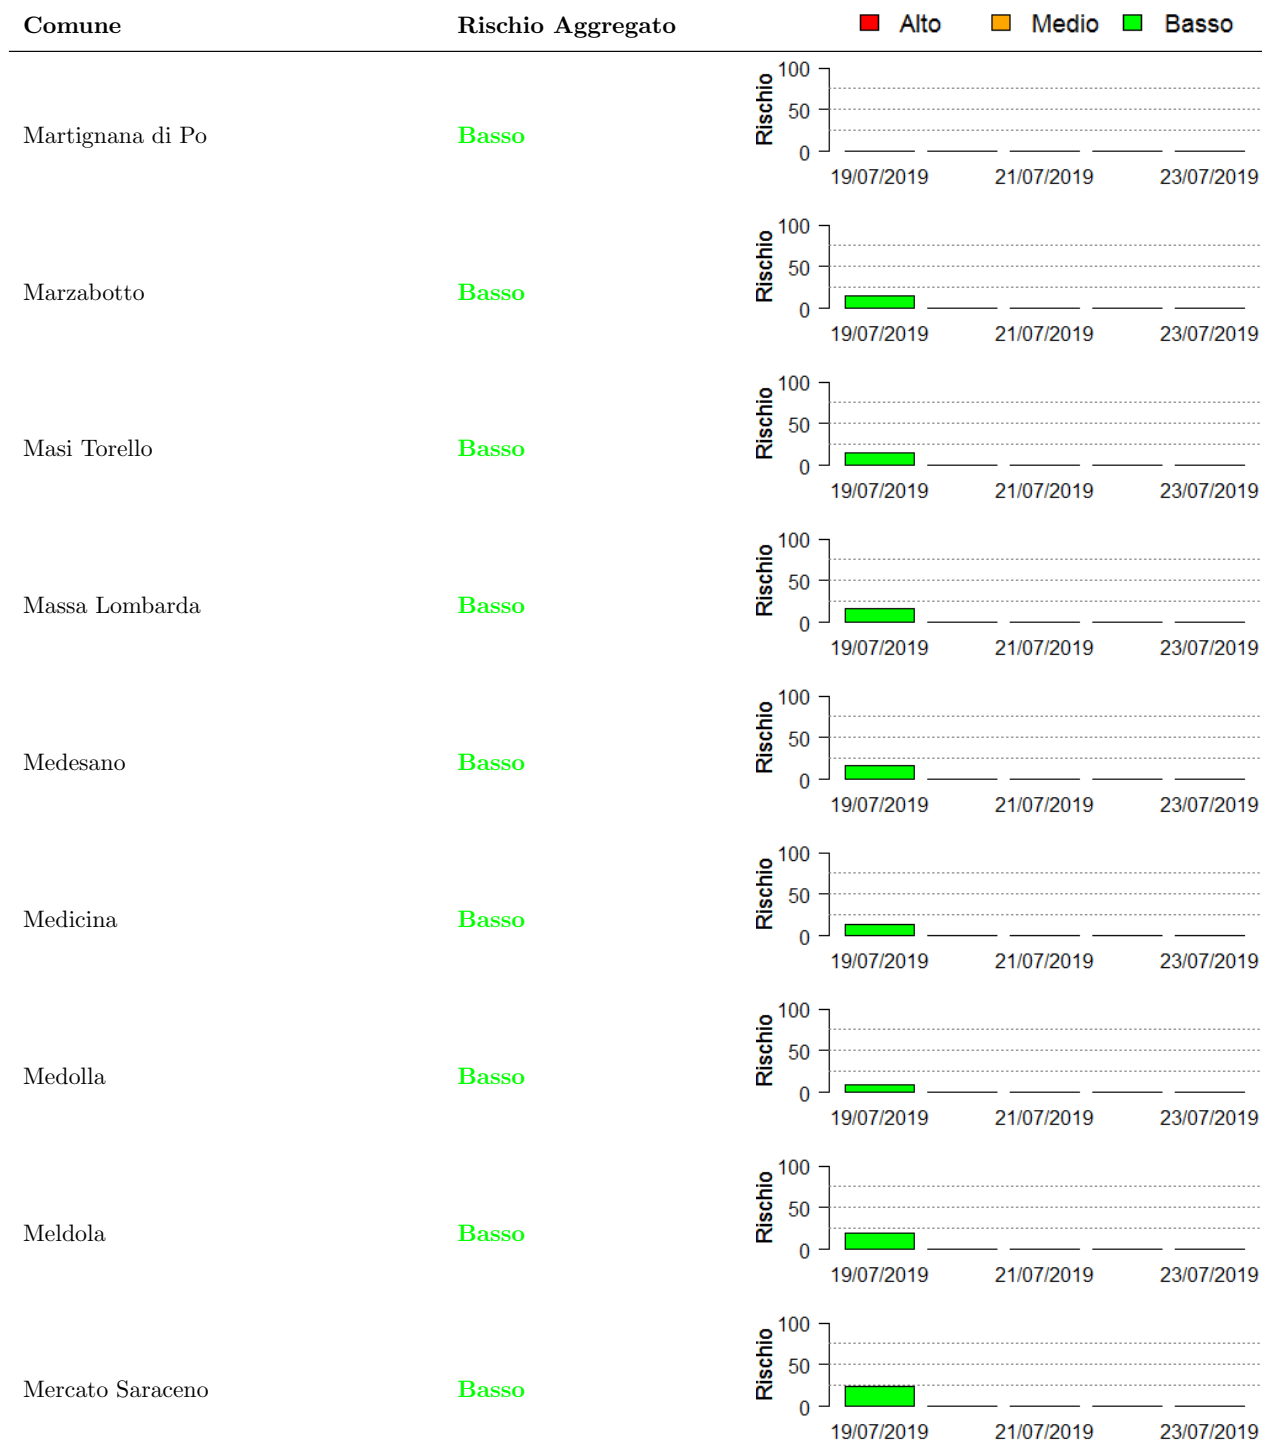 Comune Rischio Aggregato Alto Medio Basso
100
50
0
Rischio
Martignana di Po Basso
19/07/2019 21/07/2019 23/07/2019
100
50
0
Rischio
Marzabotto Basso
19/07/2019 21/07/2019 23/07/2019
100
50
0
Rischio
Masi Torello Basso
19/07/2019 21/07/2019 23/07/2019
100
50
0
Rischio
Massa Lombarda Basso
19/07/2019 21/07/2019 23/07/2019
100
50
0
Rischio
Medesano Basso
19/07/2019 21/07/2019 23/07/2019
100
50
0
Rischio
Medicina Basso
19/07/2019 21/07/2019 23/07/2019
100
50
0
Rischio
Medolla Basso
19/07/2019 21/07/2019 23/07/2019
100
50
0
Rischio
Meldola Basso
19/07/2019 21/07/2019 23/07/2019
100
50
0
Rischio
Mercato Saraceno Basso
19/07/2019 21/07/2019 23/07/2019